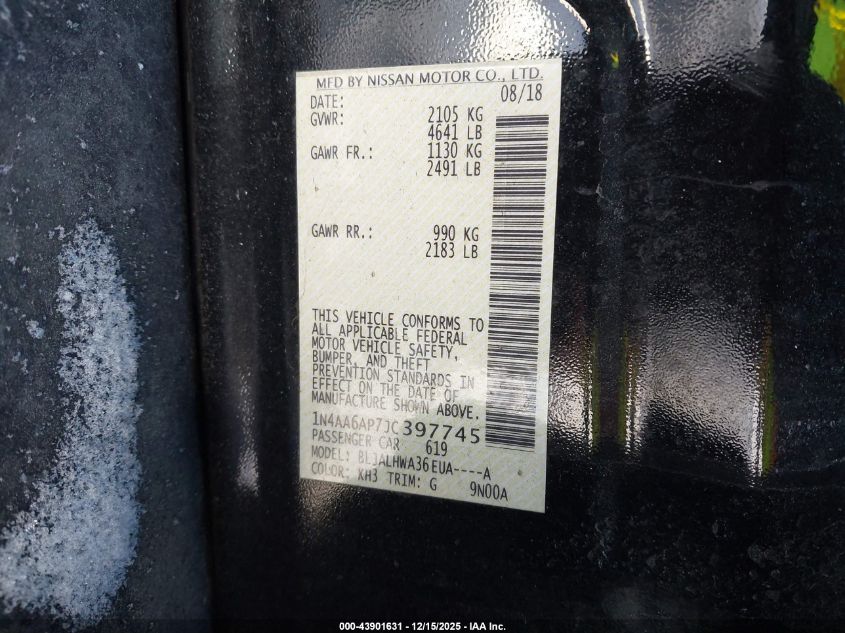 MFD BY NISSAN MOTOR CO., LTD.
DATE: 08/18
GVWR: 2105 KG
4641 LB
GAWR FR.: 1130 KG
2491 LB
GAWR RR.: 990 KG
2183 LB
THIS VEHICLE CONFORMS TO
ALL APPLICABLE FEDERAL
MOTOR VEHICLE SAFETY,
BUMPER, AND THEFT
PREVENTION STANDARDS IN
EFFECT ON THE DATE OF
MANUFACTURE SHOWN ABOVE.
1N4AA6AP7JC397745
PASSENGER CAR 619
MODEL: BL3ALHWA36EUA----A
COLOR: KH3 TRIM: G 9N00A
000-43901631 - 12/15/2025 - IAA Inc.